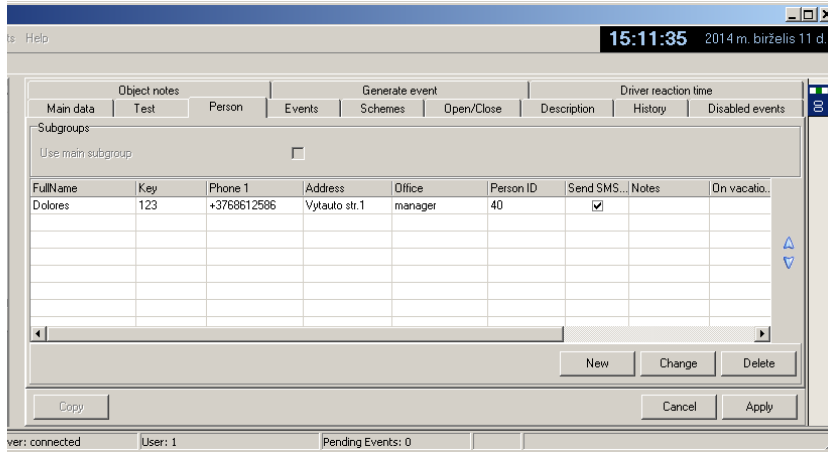 ts Help
15:11:35 2014 m. birželis 11 d.
Object notes Generate event Driver reaction time
Main data Test Person Events Schemes Open/Close Description History Disabled events
Subgroups
Use main subgroup
FullName Key Phone 1 Address Office Person ID Send SMS... Notes On vacatio..
Dolores 123 +3768612586 Vytauto str.1 manager 40
New Change Delete
Copy Cancel Apply
ver: connected User: 1 Pending Events: 0